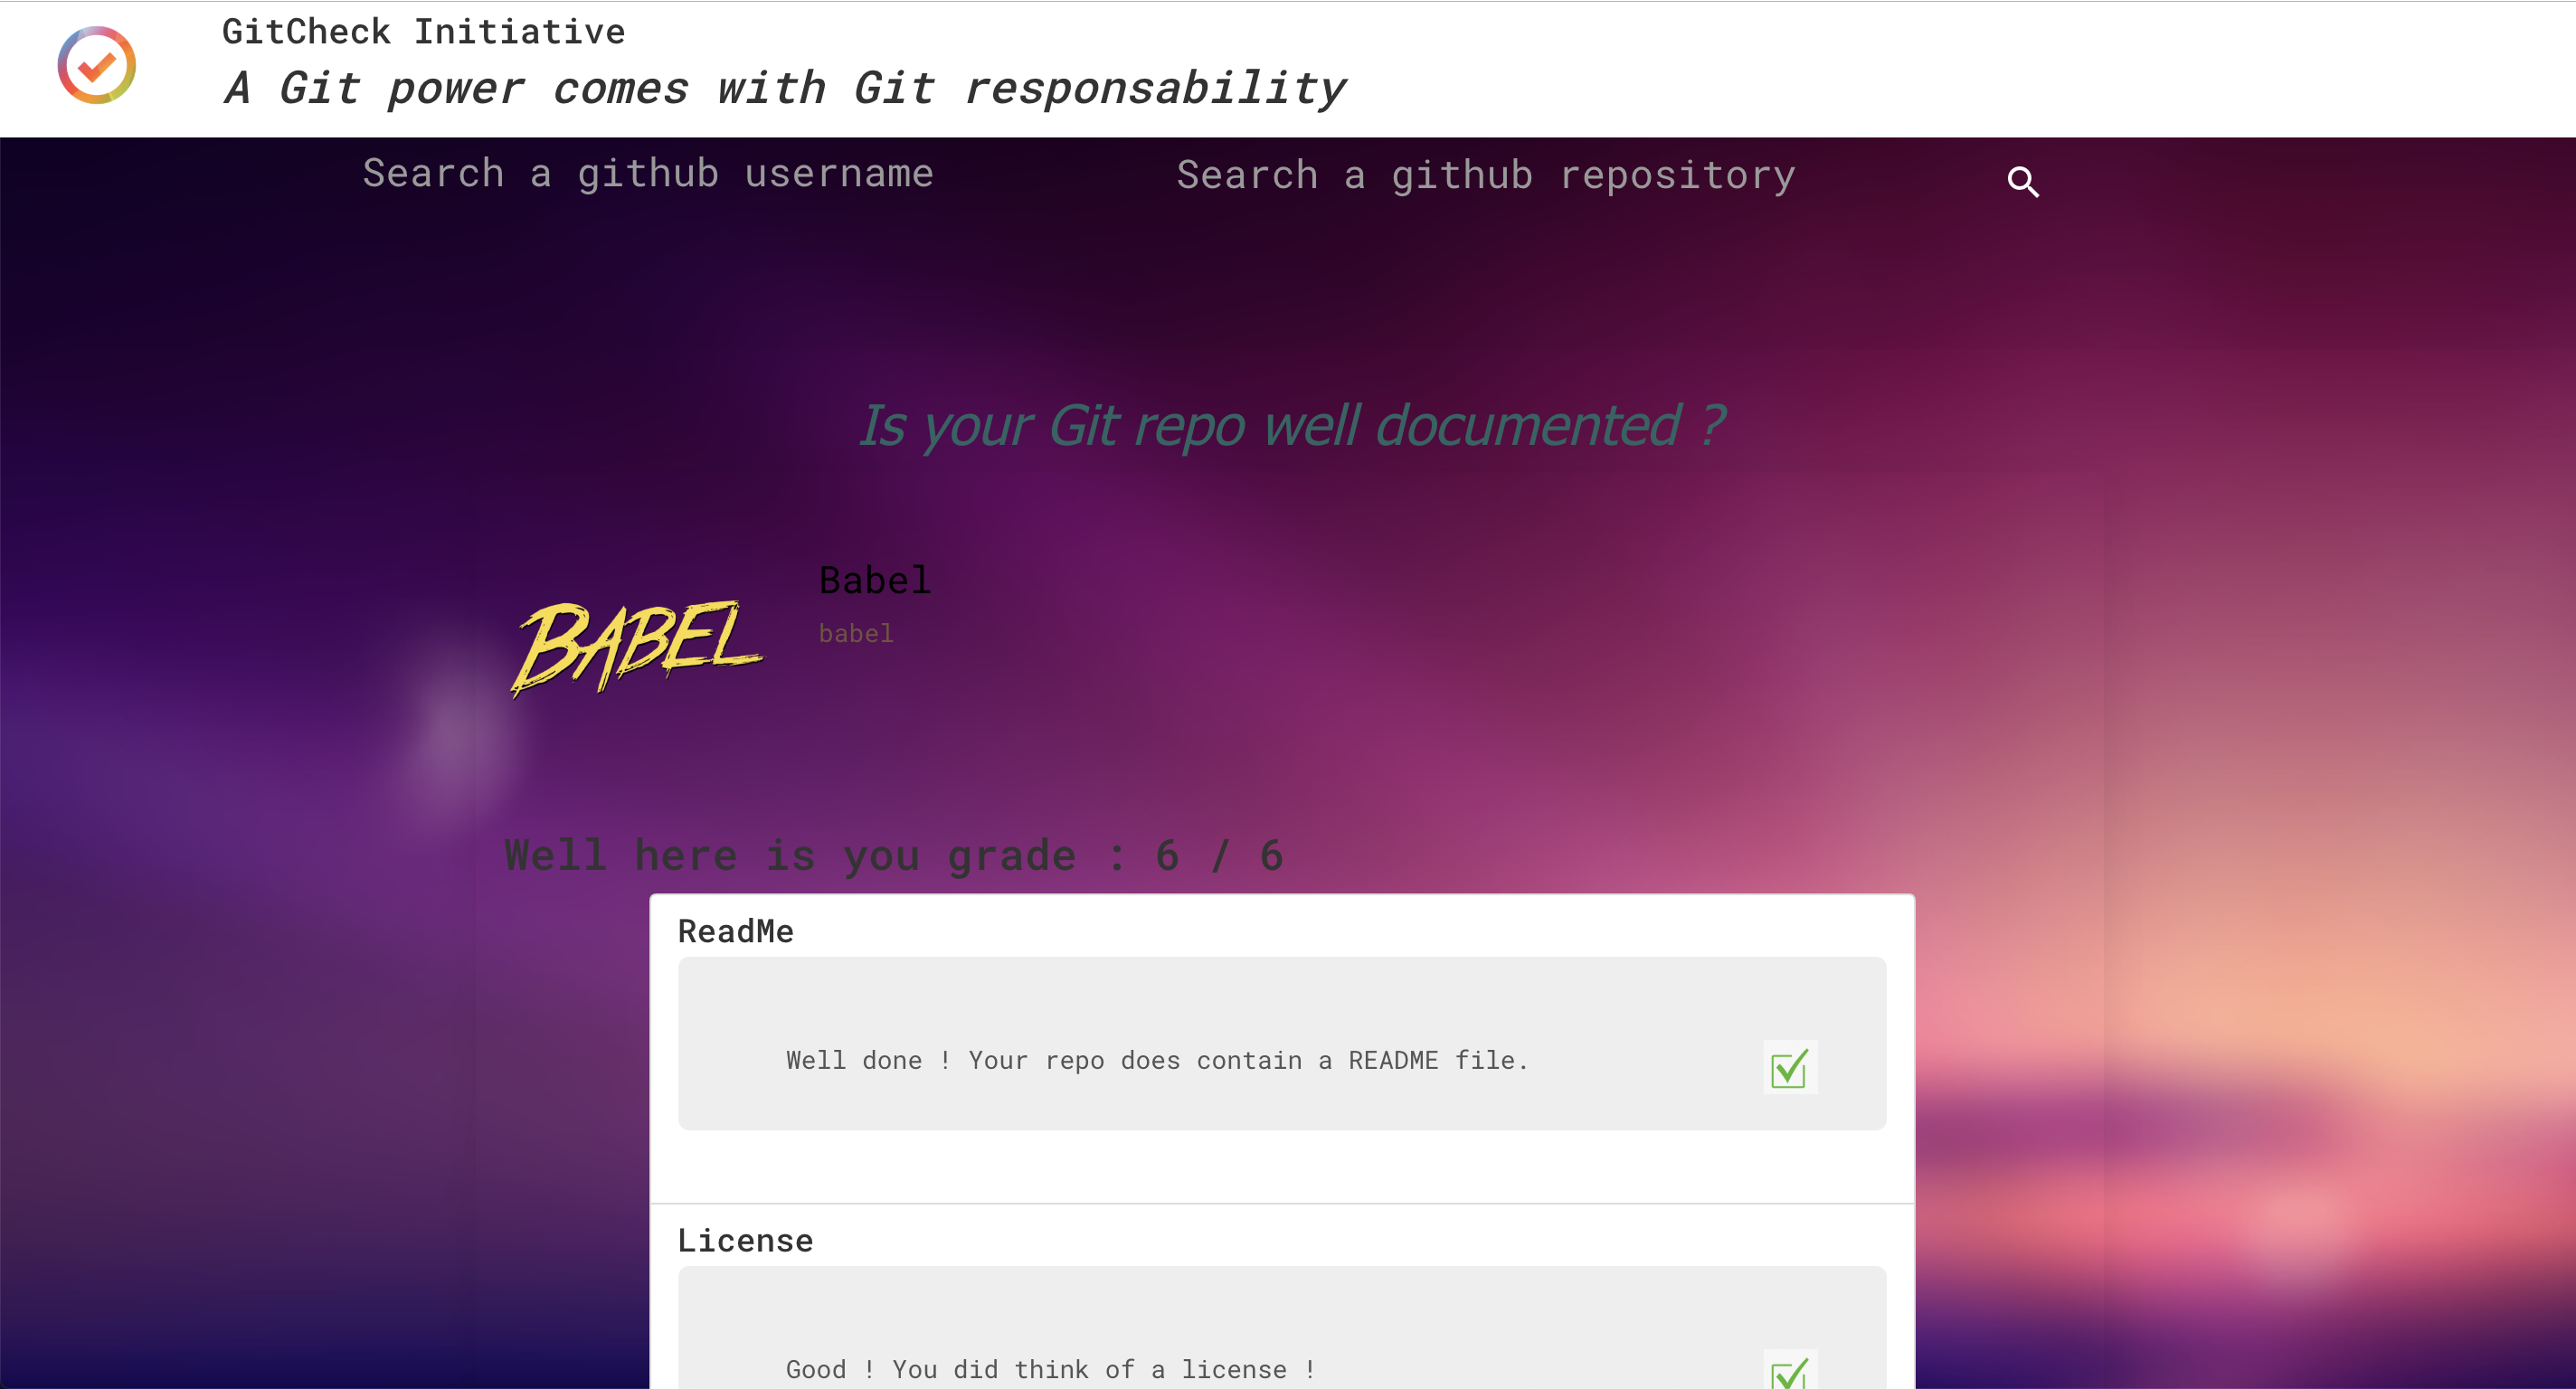 GitCheck Initiative
A Git power comes with Git responsability
Search a github username
Search a github repository
Is your Git repo well documented ?
BABEL
Babel
babel
Well here is you grade : 6 / 6
ReadMe
Well done ! Your repo does contain a README file.
License
Good ! You did think of a license !